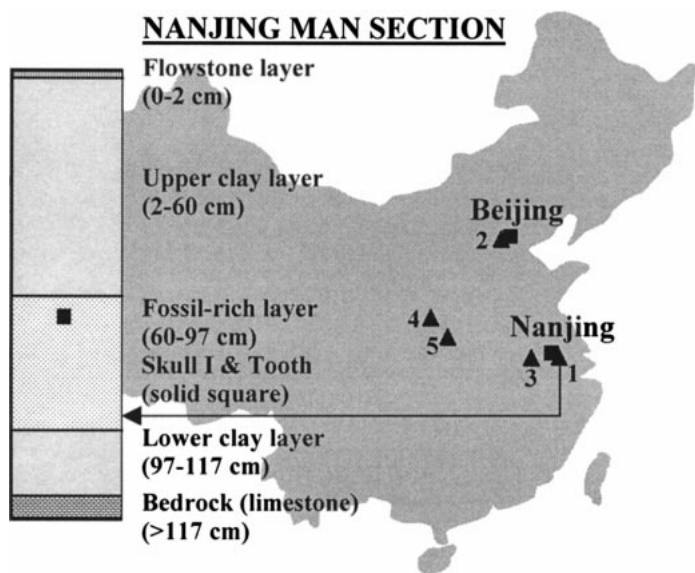 NANJING MAN SECTION
Flowstone layer
(0-2 cm)
Upper clay layer
(2-60 cm)
Beijing
2
Fossil-rich layer
(60-97 cm)
Skull I & Tooth
(solid square)
4
5
Nanjing
3
1
Lower clay layer
(97-117 cm)
Bedrock (limestone)
(>117 cm)